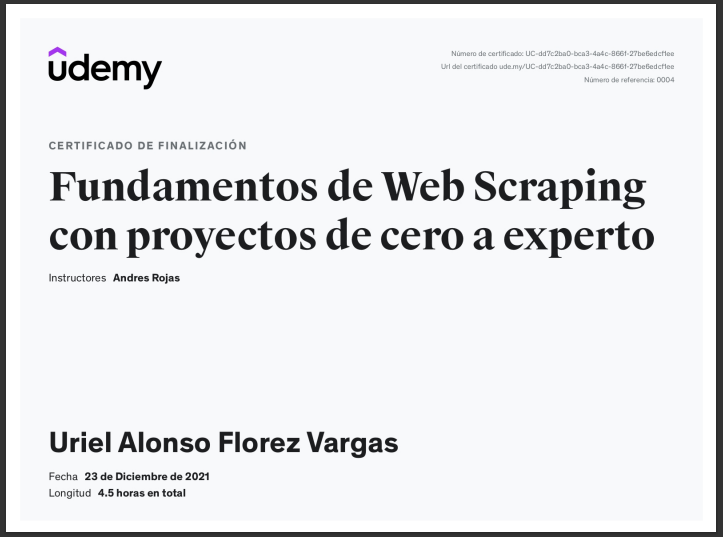 udemy
Número de certificado: UC-dd7c2ba0-bca3-4a4c-866f-27be6edcf1ee
Url del certificado ude.my/UC-dd7c2ba0-bca3-4a4c-866f-27be6edcf1ee
Número de referencia: 0004
CERTIFICADO DE FINALIZACIÓN
Fundamentos de Web Scraping
con proyectos de cero a experto
Instructores Andres Rojas
Uriel Alonso Florez Vargas
Fecha 23 de Diciembre de 2021
Longitud 4.5 horas en total